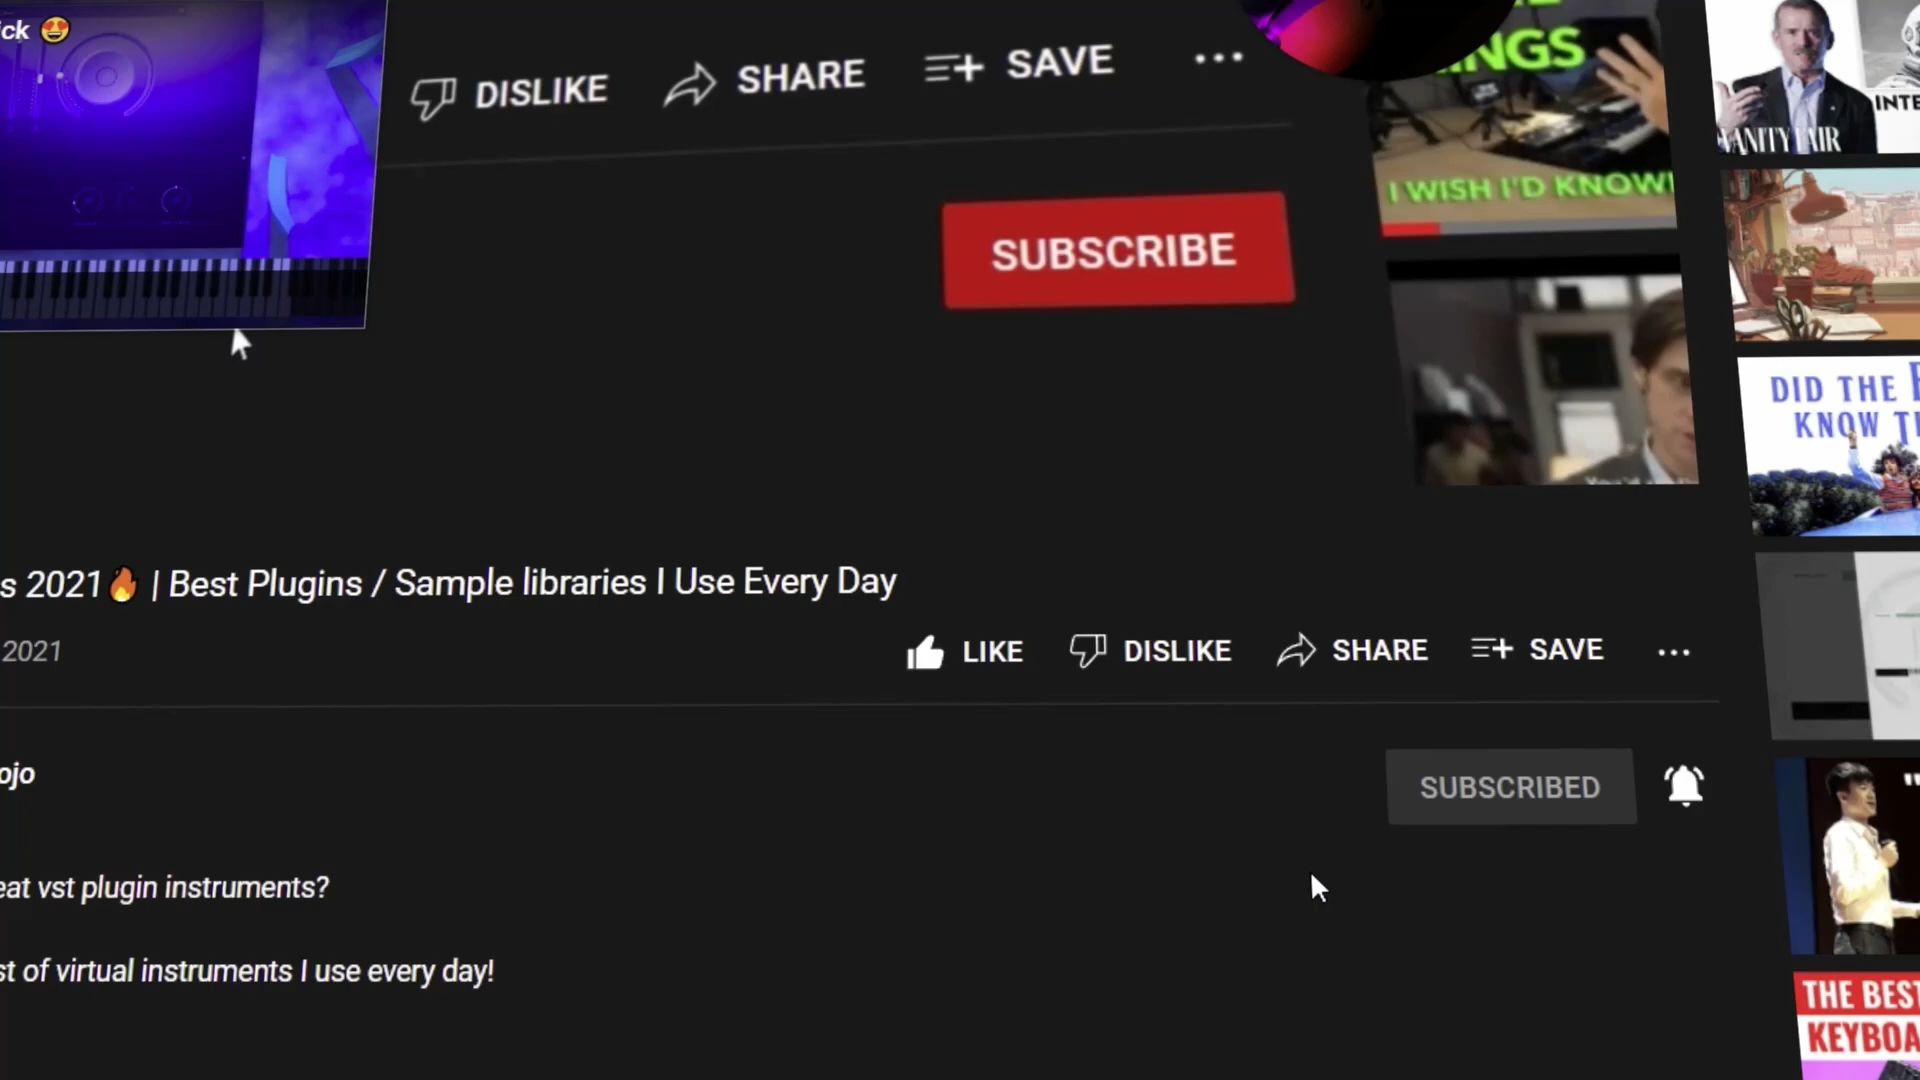 ick 😍
DISLIKE SHARE SAVE ...
SUBSCRIBE
NGS
I WISH I'D KNOW
VANITY FAIR
INTE
DID THE
KNOW
s 2021🔥 | Best Plugins / Sample libraries I Use Every Day
2021
LIKE DISLIKE SHARE SAVE ...
ojo
SUBSCRIBED
eat vst plugin instruments?
st of virtual instruments I use every day!
THE BEST
KEYBOA